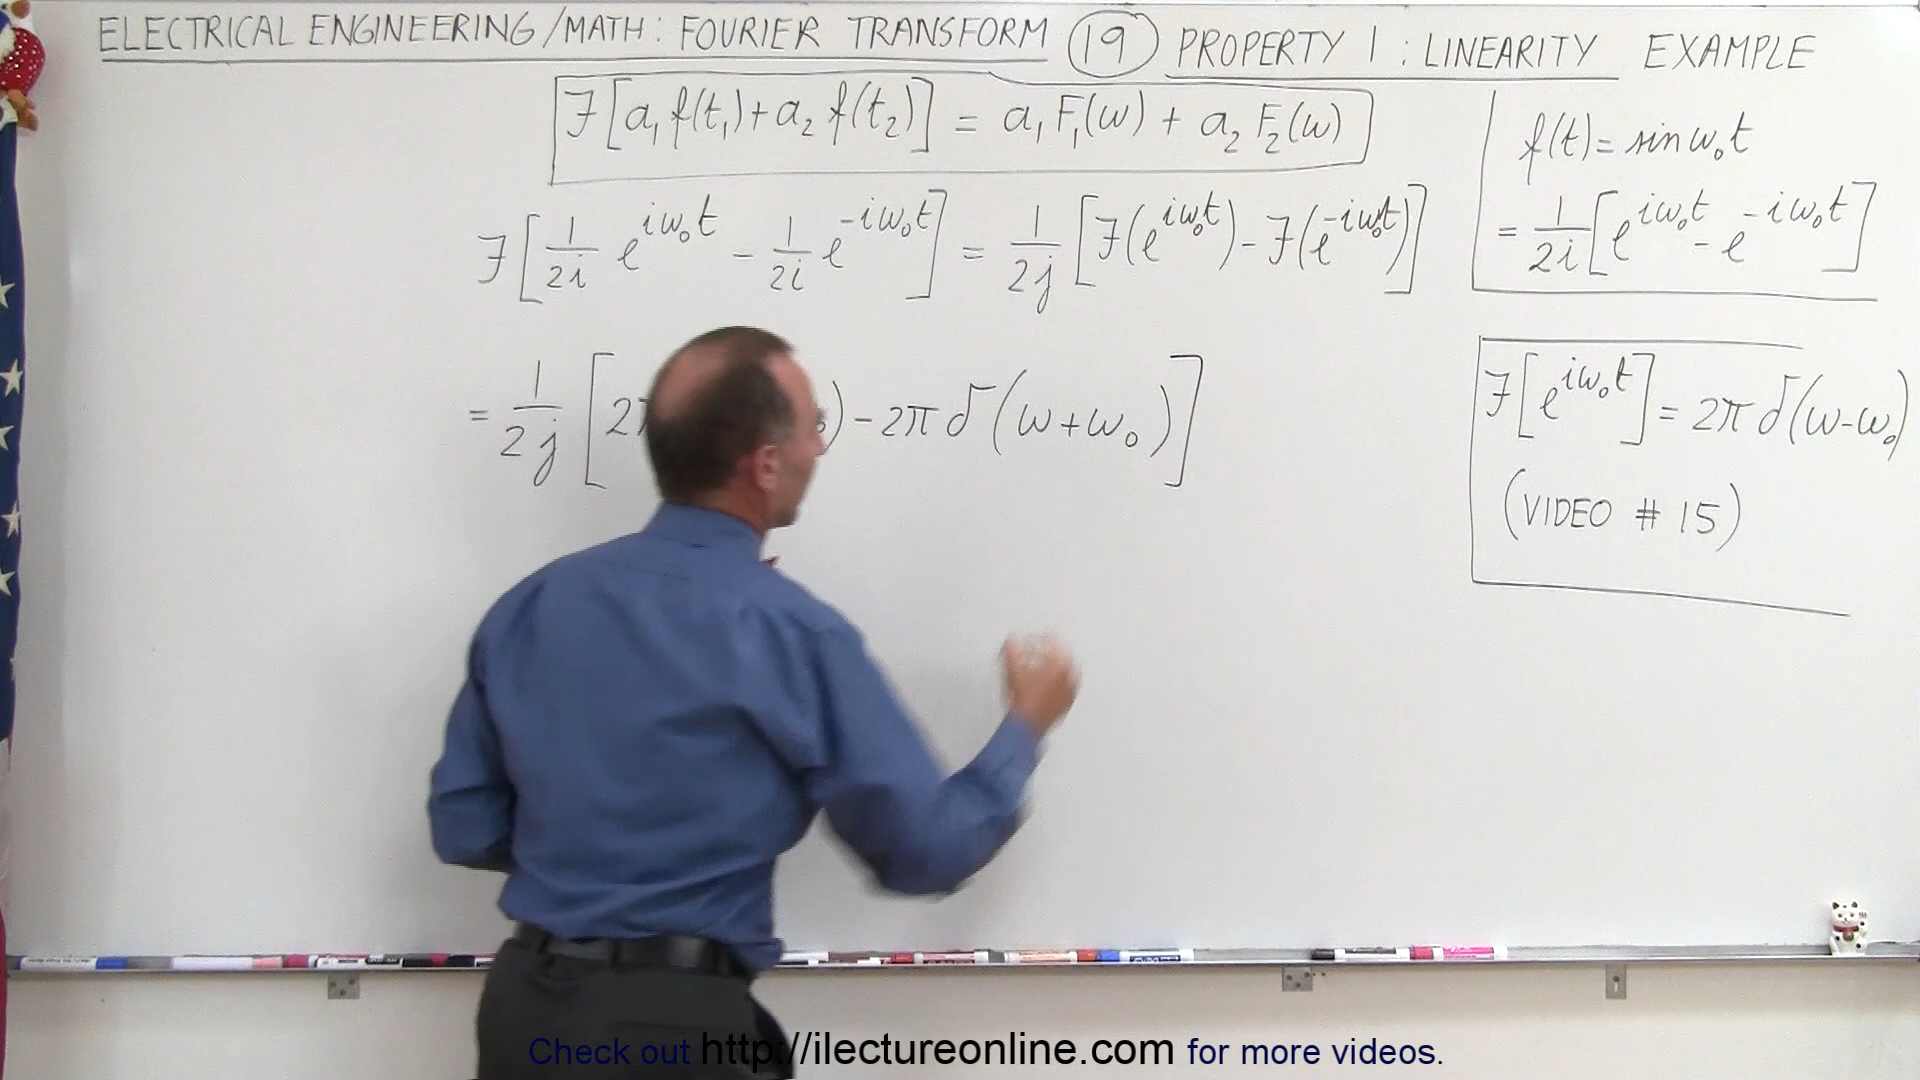 ELECTRICAL ENGINEERING/MATH: FOURIER TRANSFORM (19) PROPERTY 1: LINEARITY EXAMPLE
ℱ[a₁f(t₁)+a₂f(t₂)] = a₁F₁(ω) + a₂F₂(ω)
ℱ[1/2i e^{iω₀t} - 1/2i e^{-iω₀t}] = 1/2j [ℱ(e^{iω₀t}) - ℱ(e^{-iω₀t})]
= 1/2j [2 ) - 2π δ(ω+ω₀)]
f(t) = sin ω₀t
= 1/2i [e^{iω₀t} - e^{-iω₀t}]
ℱ[e^{iω₀t}] = 2π δ(ω-ω₀)
(VIDEO # 15)
Check out http://ilectureonline.com for more videos.